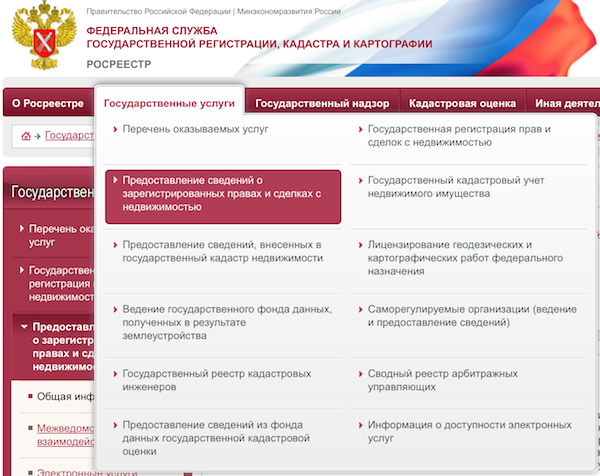 Правительство Российской Федерации | Минэкономразвития России
ФЕДЕРАЛЬНАЯ СЛУЖБА
ГОСУДАРСТВЕННОЙ РЕГИСТРАЦИИ, КАДАСТРА И КАРТОГРАФИИ
РОСРЕЕСТР
О Росреестре
Государственные услуги
Государственный надзор
Кадастровая оценка
Иная деятел
Государст
Перечень оказываемых услуг
Предоставление сведений о
зарегистрированных правах и сделках с
недвижимостью
Предоставление сведений, внесенных в
государственный кадастр недвижимости
Ведение государственного фонда данных,
полученных в результате
землеустройства
Государственный реестр кадастровых
инженеров
Предоставление сведений из фонда
данных государственной кадастровой
оценки
Государственная регистрация прав и
сделок с недвижимостью
Государственный кадастровый учет
недвижимого имущества
Лицензирование геодезических и
картографических работ федерального
назначения
Саморегулируемые организации (ведение
и предоставление сведений)
Сводный реестр арбитражных
управляющих
Информация о доступности электронных
услуг
Государствен
Перечень ока
услуг
Государствен
регистрация
недвижимост
Предоставл
о зарегистр
правах и сд
недвижимос
Общая инф
Межведомс
взаимодейс
Электронные услуги